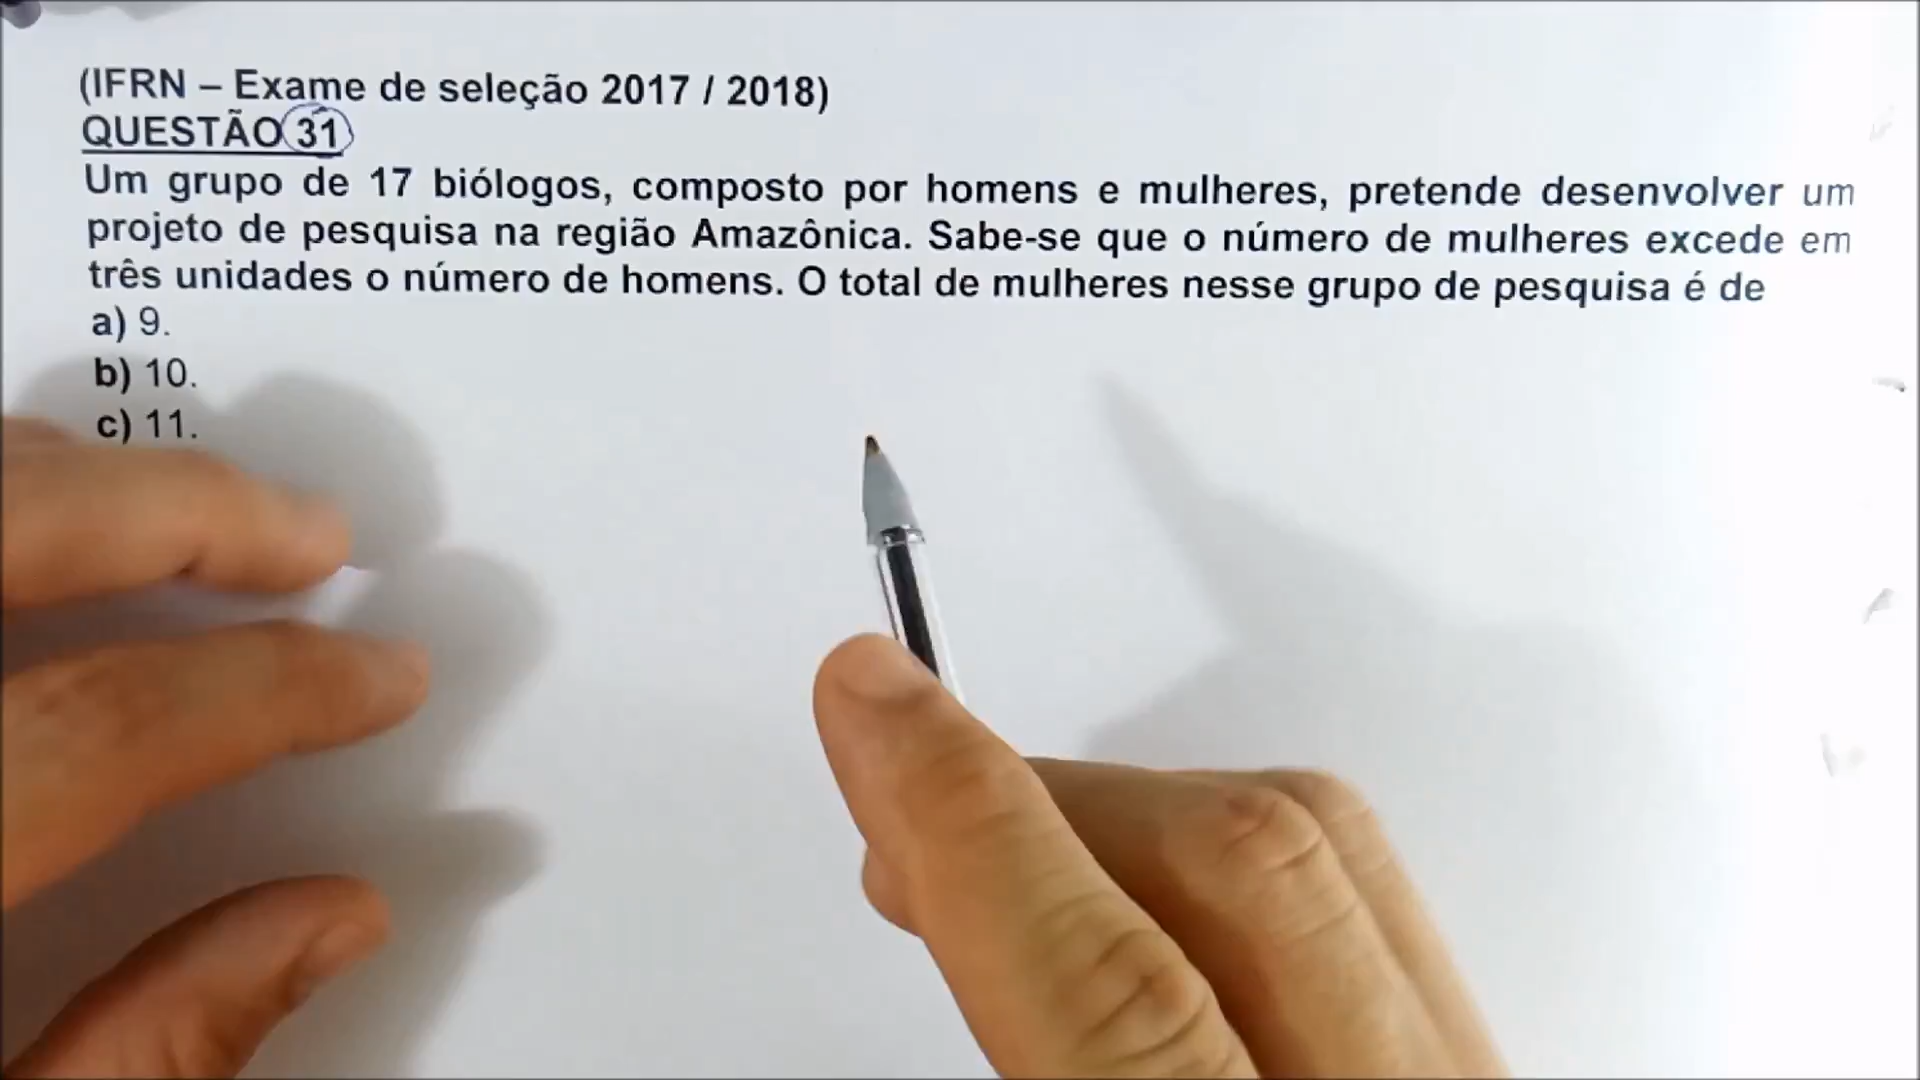 (IFRN – Exame de seleção 2017 / 2018)
QUESTÃO 31
Um grupo de 17 biólogos, composto por homens e mulheres, pretende desenvolver um
projeto de pesquisa na região Amazônica. Sabe-se que o número de mulheres excede em
três unidades o número de homens. O total de mulheres nesse grupo de pesquisa é de
a) 9.
b) 10.
c) 11.